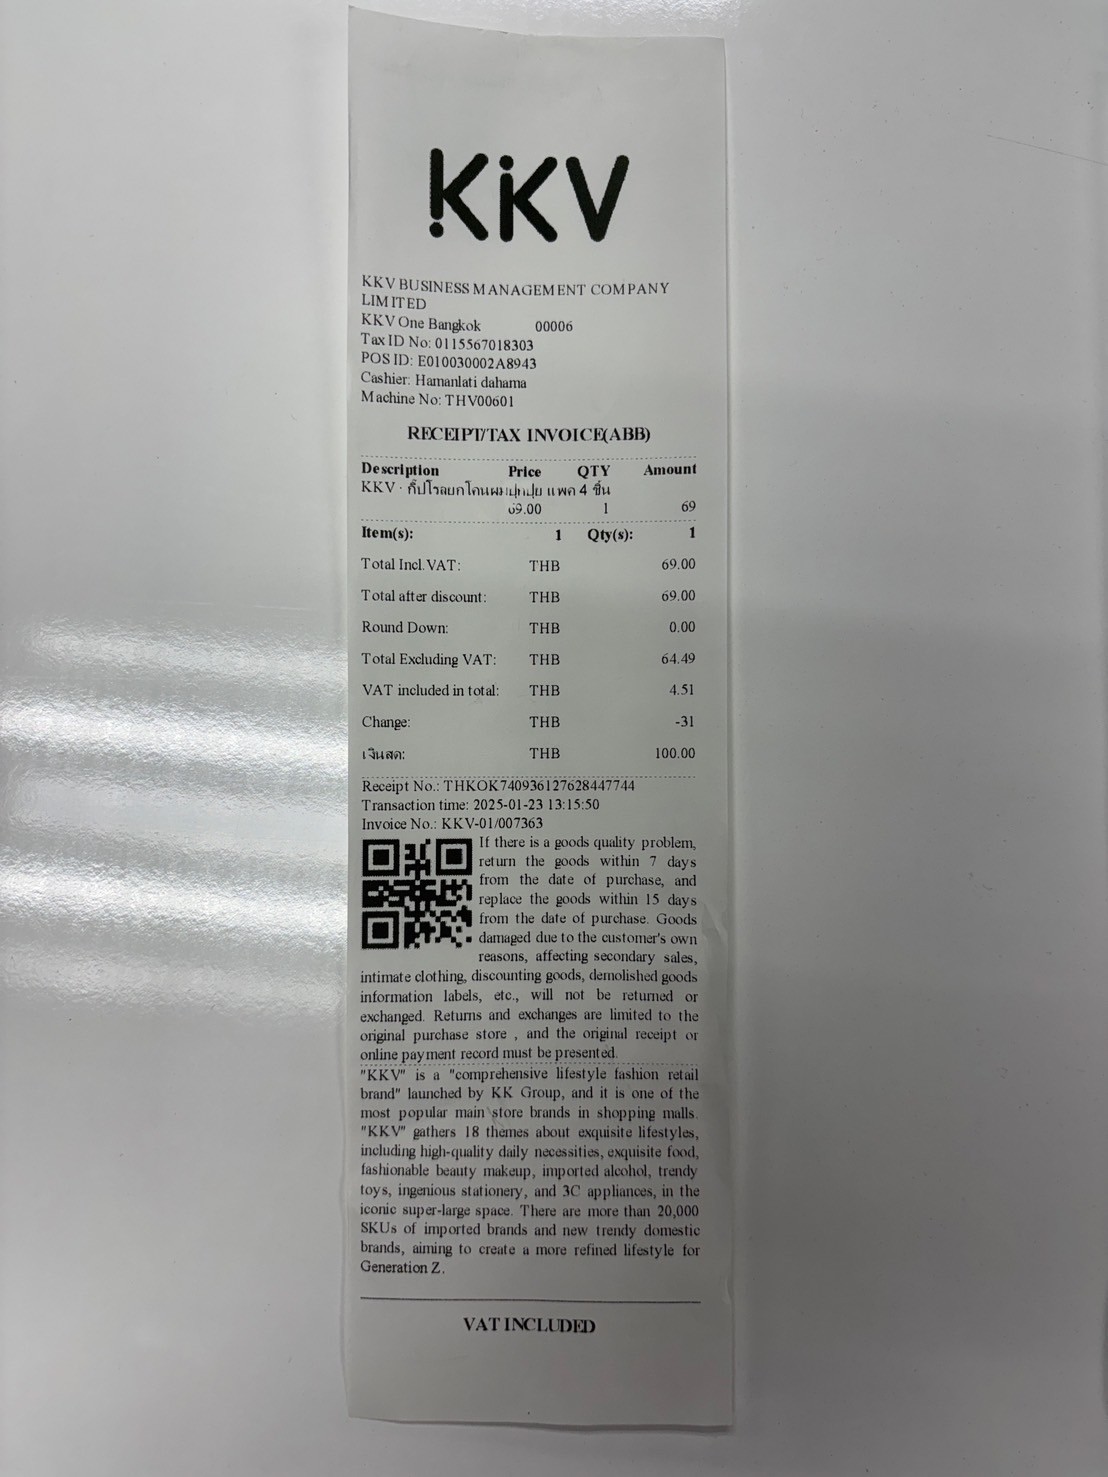 KKV
KKV BUSINESS MANAGEMENT COMPANY
LIMITED
KKV One Bangkok 00006
Tax ID No: 0115567018303
POS ID: E010030002A8943
Cashier: Hamanlati dahama
Machine No: THV00601
RECEIPT/TAX INVOICE(ABB)
Description Price QTY Amount
KKV · กิ๊ปโรลยกโคนผมปุยปุย แพค 4 ชิ้น
69.00 1 69
Item(s): 1 Qty(s): 1
Total Incl.VAT: THB 69.00
Total after discount: THB 69.00
Round Down: THB 0.00
Total Excluding VAT: THB 64.49
VAT included in total: THB 4.51
Change: THB -31
เงินสด: THB 100.00
Receipt No.: THKOK740936127628447744
Transaction time: 2025-01-23 13:15:50
Invoice No.: KKV-01/007363
If there is a goods quality problem,
return the goods within 7 days
from the date of purchase, and
replace the goods within 15 days
from the date of purchase. Goods
damaged due to the customer's own
reasons, affecting secondary sales,
intimate clothing, discounting goods, demolished goods
information labels, etc., will not be returned or
exchanged. Returns and exchanges are limited to the
original purchase store , and the original receipt or
online payment record must be presented.
"KKV" is a "comprehensive lifestyle fashion retail
brand" launched by KK Group, and it is one of the
most popular main store brands in shopping malls.
"KKV" gathers 18 themes about exquisite lifestyles,
including high-quality daily necessities, exquisite food,
fashionable beauty makeup, imported alcohol, trendy
toys, ingenious stationery, and 3C appliances, in the
iconic super-large space. There are more than 20,000
SKUs of imported brands and new trendy domestic
brands, aiming to create a more refined lifestyle for
Generation Z.
VAT INCLUDED